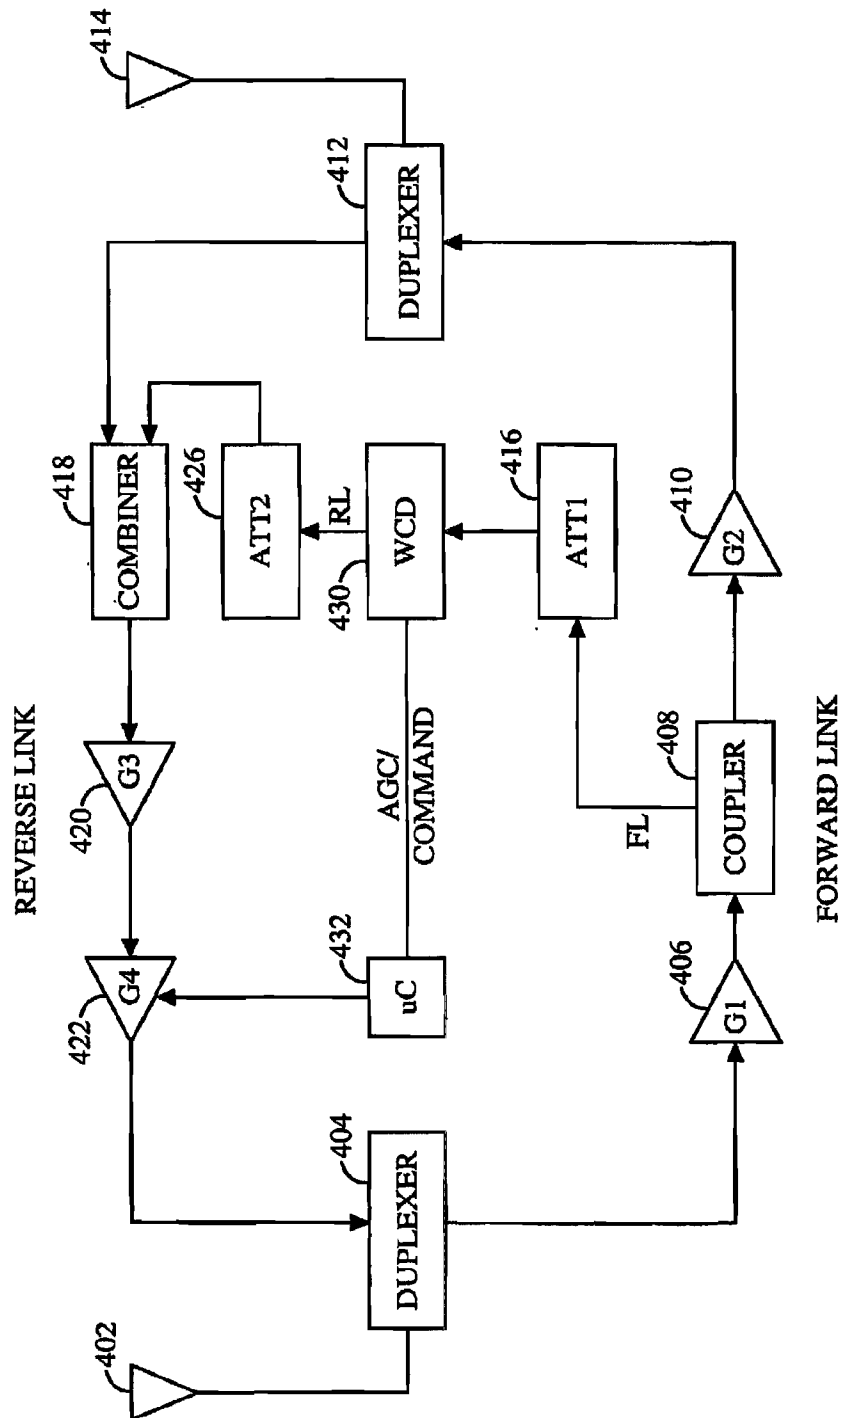 REVERSE LINK
402
DUPLEXER
404
422
G4
420
G3
418
COMBINER
414
uC
432
AGC/
COMMAND
426
ATT2
RL
430
WCD
416
ATT1
412
DUPLEXER
FL
406
G1
408
COUPLER
410
G2
FORWARD LINK